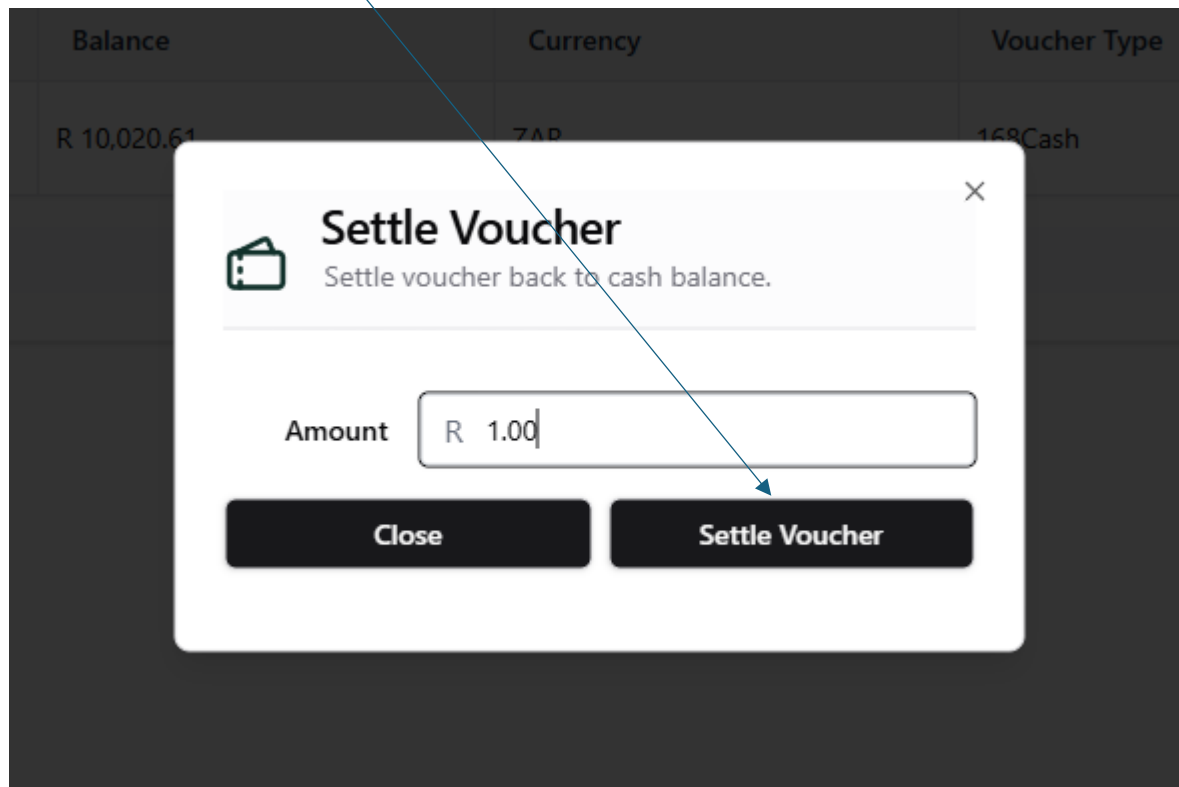 Balance Currency Voucher Type
R 10,020.61 ZAR 168Cash
Settle Voucher
Settle voucher back to cash balance.
Amount R 1.00
Close Settle Voucher